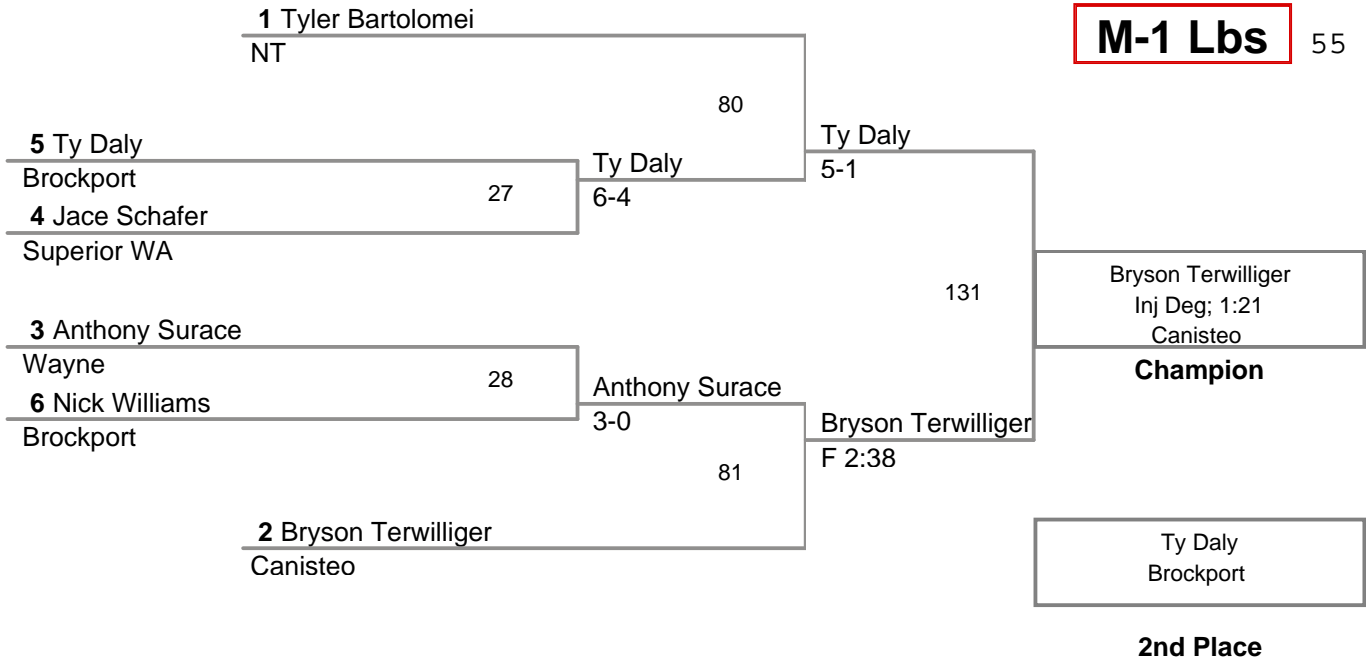 1 Tyler Bartolomei
NT
M-1 Lbs 55
80
5 Ty Daly
Brockport
27
4 Jace Schafer
Superior WA
Ty Daly
6-4
Ty Daly
5-1
3 Anthony Surace
Wayne
28
6 Nick Williams
Brockport
Anthony Surace
3-0
81
2 Bryson Terwilliger
Canisteo
Bryson Terwilliger
F 2:38
131
Bryson Terwilliger
Inj Deg; 1:21
Canisteo
Champion
Ty Daly
Brockport
2nd Place